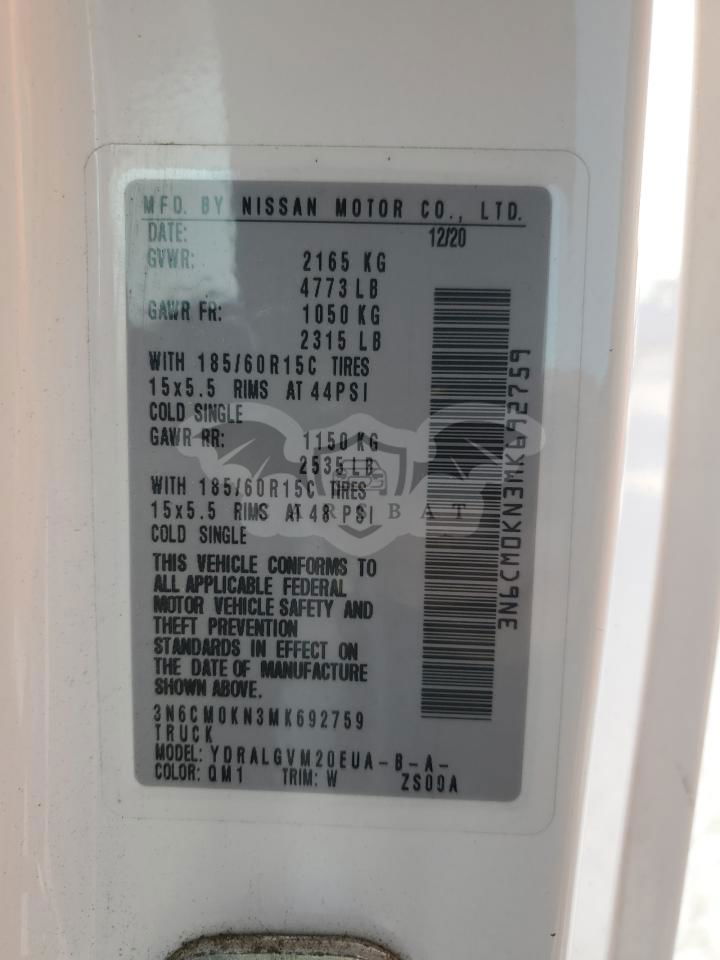 MFD. BY NISSAN MOTOR CO., LTD.
DATE: 12/20
GVWR: 2165 KG
4773 LB
GAWR FR: 1050 KG
2315 LB
WITH 185/60R15C TIRES
15x5.5 RIMS AT 44PSI
COLD SINGLE
GAWR RR: 1150 KG
2535 LB
WITH 185/60R15C TIRES
15x5.5 RIMS AT 48 PSI
COLD SINGLE
THIS VEHICLE CONFORMS TO
ALL APPLICABLE FEDERAL
MOTOR VEHICLE SAFETY AND
THEFT PREVENTION
STANDARDS IN EFFECT ON
THE DATE OF MANUFACTURE
SHOWN ABOVE.
3N6CM0KN3MK692759
TRUCK
MODEL: YDRALGVM20EUA-B-A-
COLOR: QM1 TRIM: W ZS00A
3N6CM0KN3MK692759